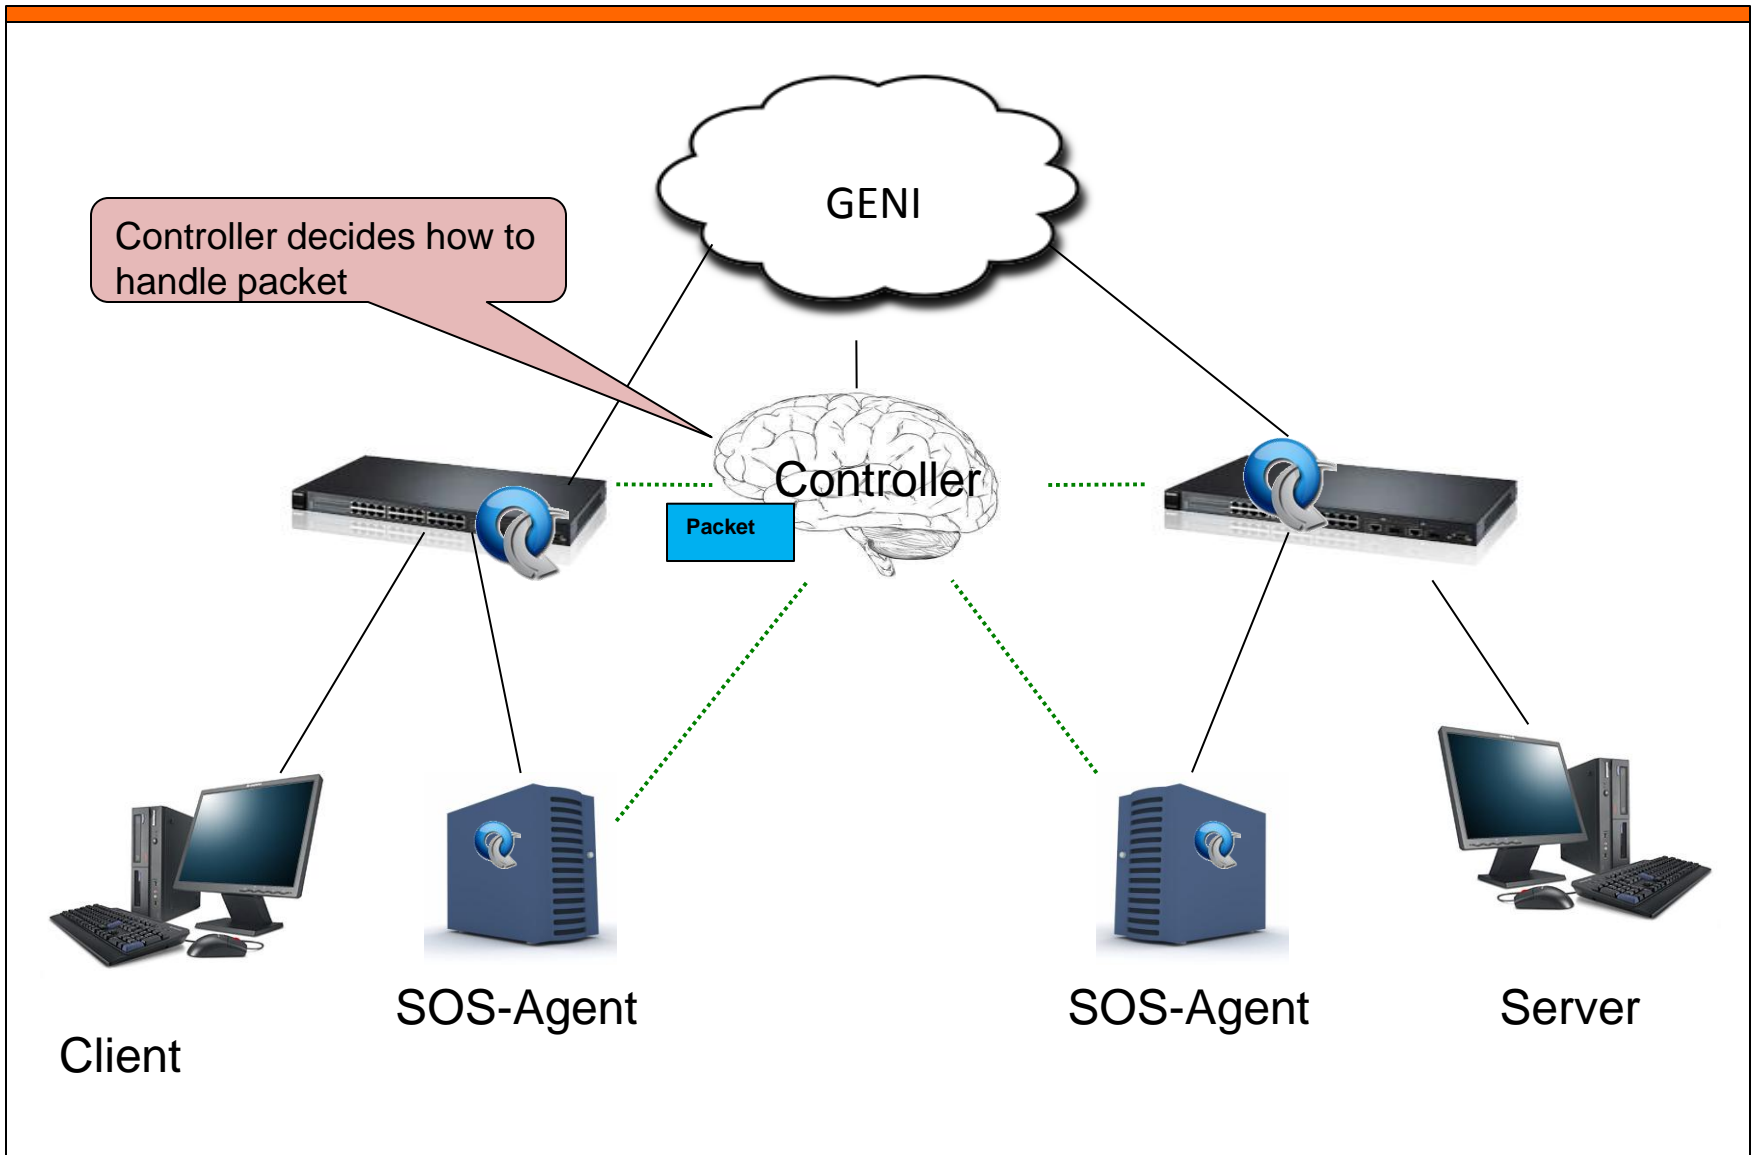 GENI
Controller decides how to
handle packet
Controller
Packet
SOS-Agent
SOS-Agent
Server
Client